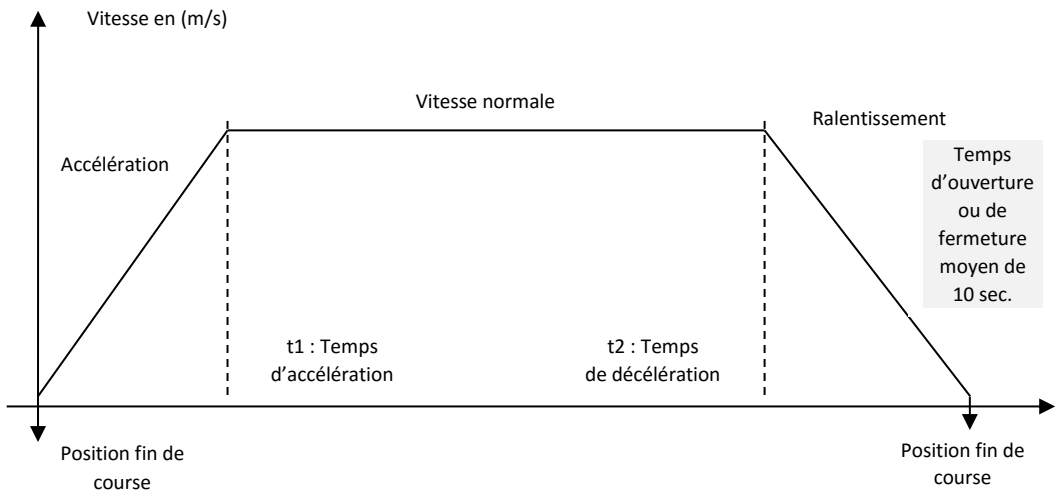 Vitesse en (m/s)
Vitesse normale
Ralentissement
Accélération
Temps
d’ouverture
ou de
fermeture
moyen de
10 sec.
t1 : Temps
d’accélération
t2 : Temps
de décélération
Position fin de
course
Position fin de
course